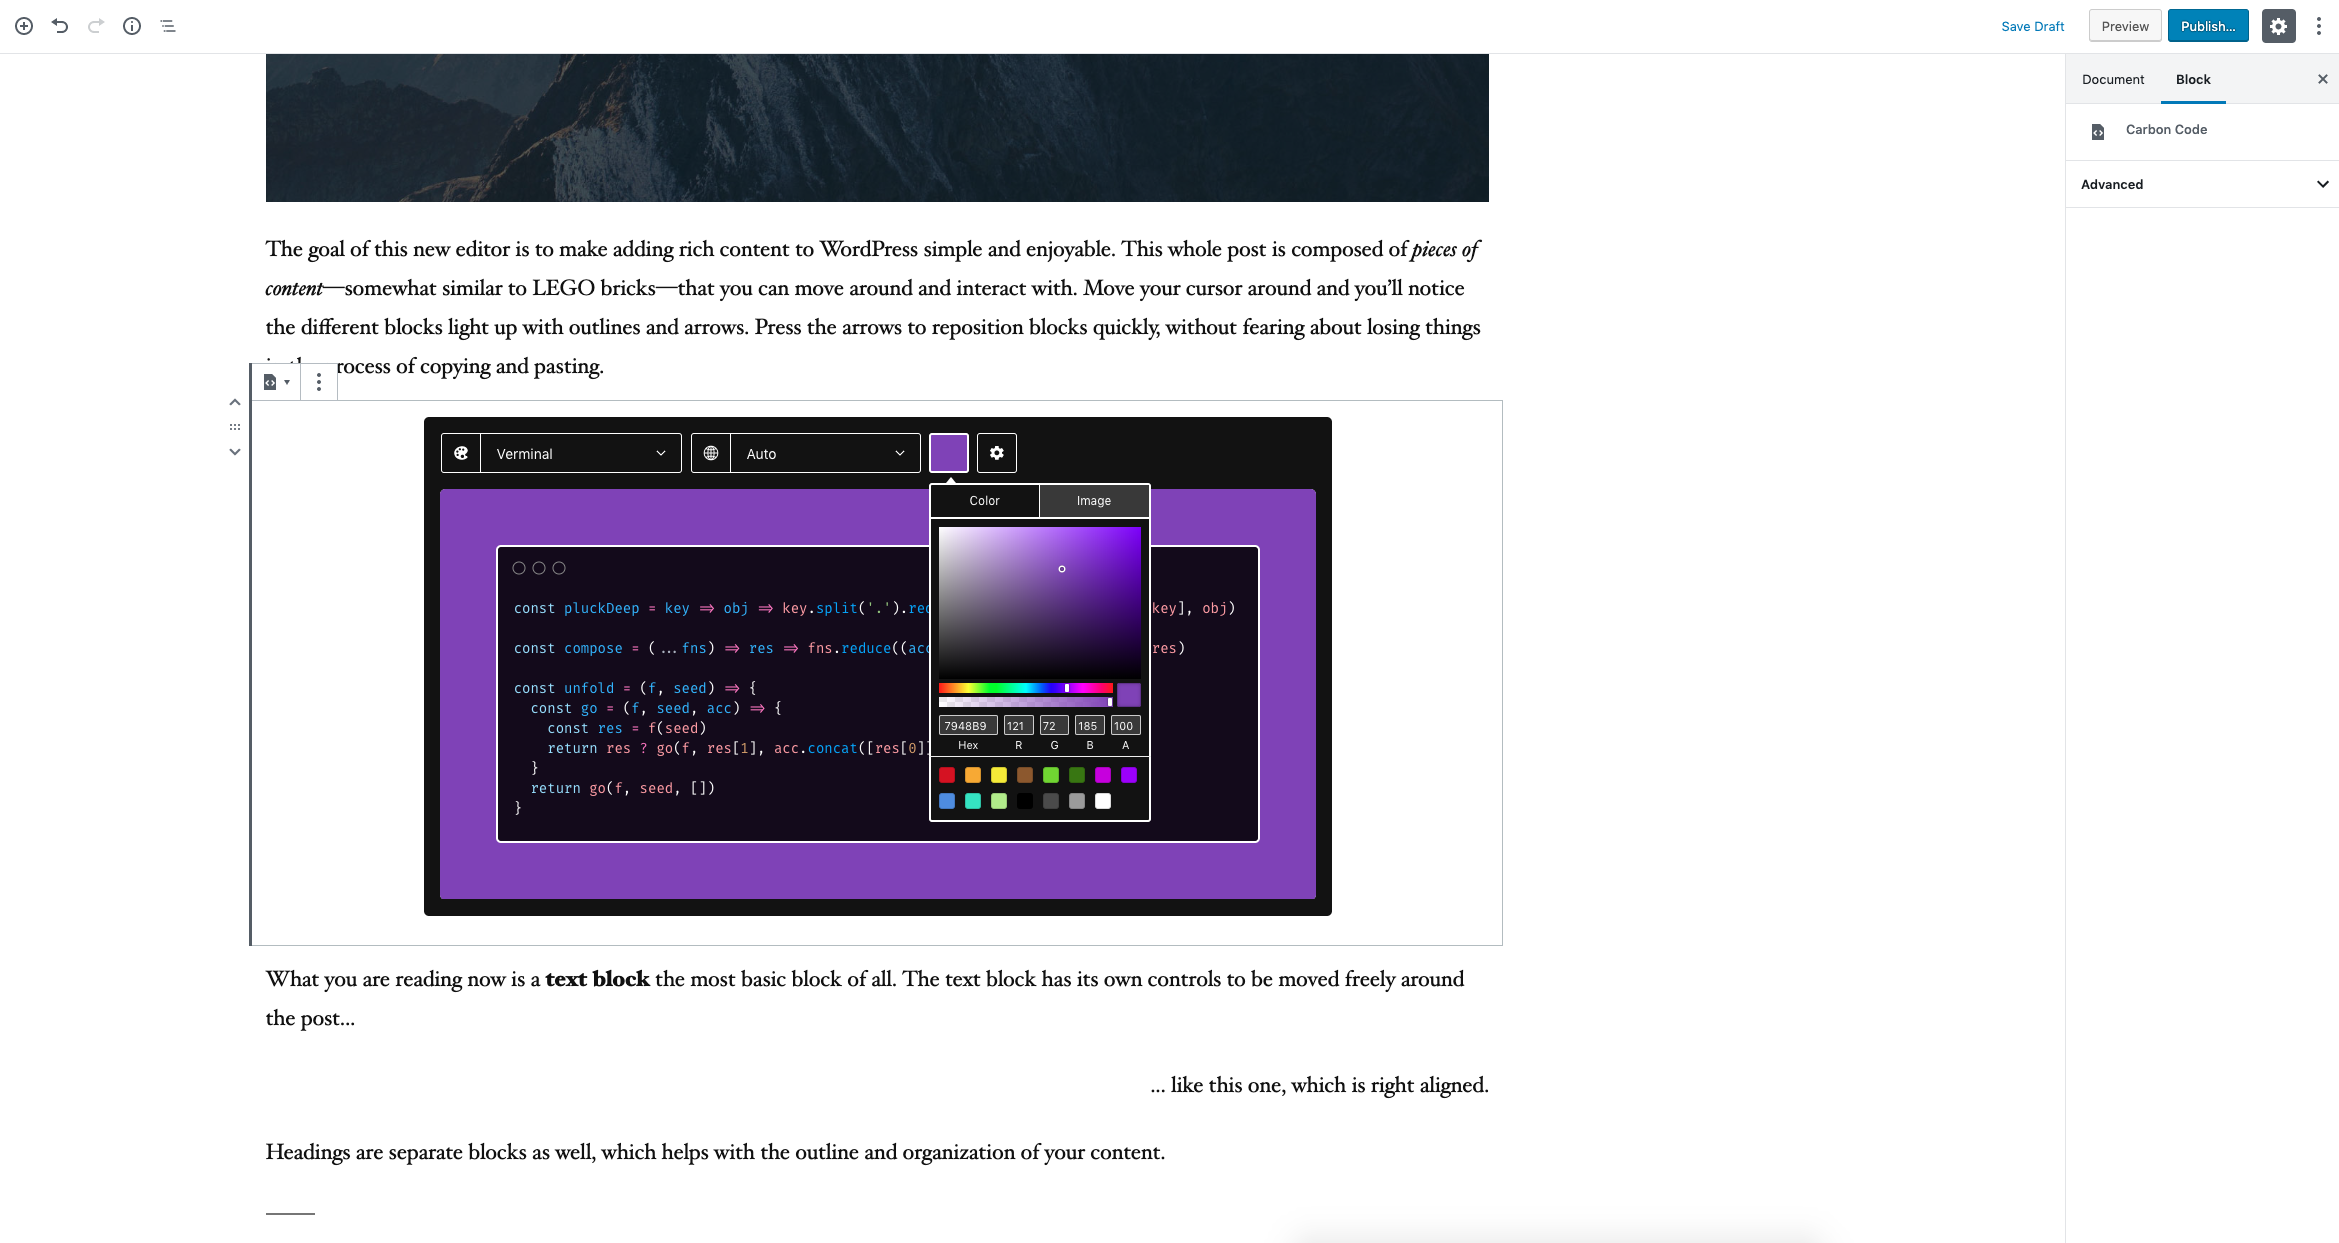 Save Draft Preview Publish...
Document Block
Carbon Code
Advanced
The goal of this new editor is to make adding rich content to WordPress simple and enjoyable. This whole post is composed of pieces of
content—somewhat similar to LEGO bricks—that you can move around and interact with. Move your cursor around and you’ll notice
the different blocks light up with outlines and arrows. Press the arrows to reposition blocks quickly, without fearing about losing things
rocess of copying and pasting.
Verminal Auto
Color Image
const pluckDeep = key => obj => key.split('.').red key], obj)
const compose = (...fns) => res => fns.reduce((acc res)
const unfold = (f, seed) => {
const go = (f, seed, acc) => {
const res = f(seed)
return res ? go(f, res[1], acc.concat([res[0]]
}
return go(f, seed, [])
}
7948B9 121 72 185 100
Hex R G B A
What you are reading now is a text block the most basic block of all. The text block has its own controls to be moved freely around
the post...
... like this one, which is right aligned.
Headings are separate blocks as well, which helps with the outline and organization of your content.